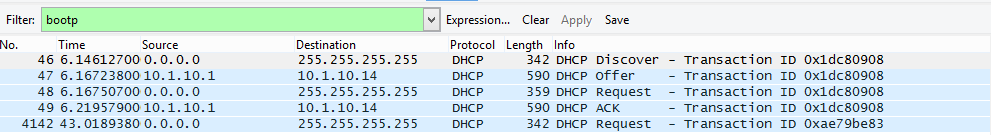 Filter: bootp Expression... Clear Apply Save
No. Time Source Destination Protocol Length Info
46 6.14612700 0.0.0.0 255.255.255.255 DHCP 342 DHCP Discover - Transaction ID 0x1dc80908
47 6.16723800 10.1.10.1 10.1.10.14 DHCP 590 DHCP Offer - Transaction ID 0x1dc80908
48 6.16750700 0.0.0.0 255.255.255.255 DHCP 359 DHCP Request - Transaction ID 0x1dc80908
49 6.21957900 10.1.10.1 10.1.10.14 DHCP 590 DHCP ACK - Transaction ID 0x1dc80908
4142 43.0189380 0.0.0.0 255.255.255.255 DHCP 342 DHCP Request - Transaction ID 0xae79be83